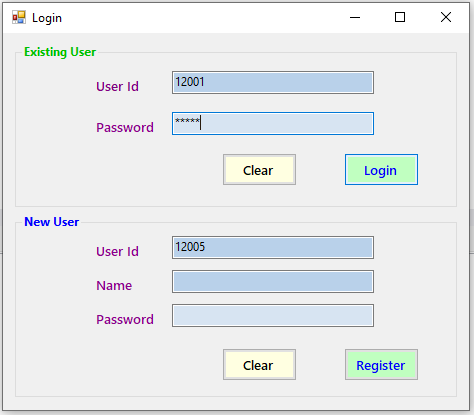 Login
Existing User
User Id 12001
Password *****
Clear Login
New User
User Id 12005
Name
Password
Clear Register